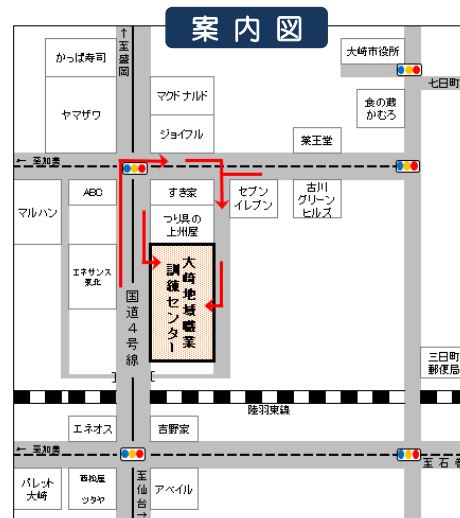 案内図
↑至盛岡
かっぱ寿司
大崎市役所
七日町
ヤマザワ
マクドナルド
食の蔵
かむろ
ジョイフル
薬王堂
← 至加美
マルハン
ABC
すき家
セブン
イレブン
古川
グリーン
ヒルズ
つり具の
上州屋
エネサンス
東北
国道4号線
大崎地域職業
訓練センター
三日町
郵便局
陸羽東線
エネオス
吉野家
← 至加美
至石巻
パレット
大崎
西松屋
ツタヤ
至仙台→
アベイル